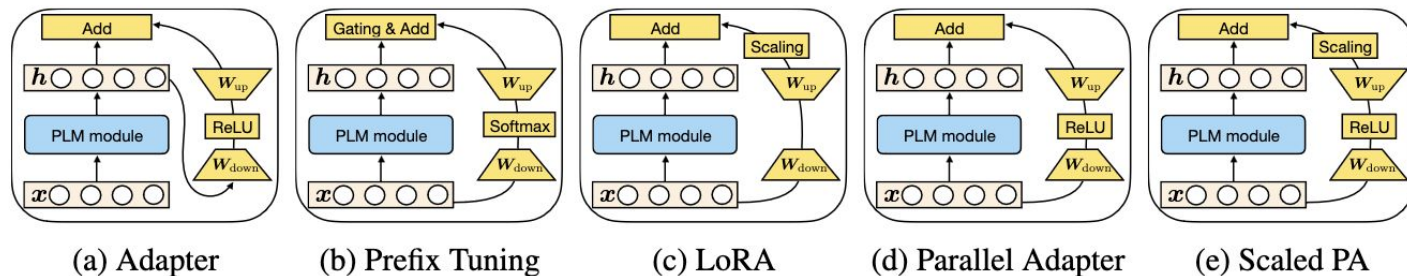 Add
h
W_up
PLM module
ReLU
W_down
x
(a) Adapter
Gating & Add
h
W_up
PLM module
Softmax
W_down
x
(b) Prefix Tuning
Add
Scaling
h
W_up
PLM module
W_down
x
(c) LoRA
Add
h
W_up
PLM module
ReLU
W_down
x
(d) Parallel Adapter
Add
Scaling
h
W_up
PLM module
ReLU
W_down
x
(e) Scaled PA